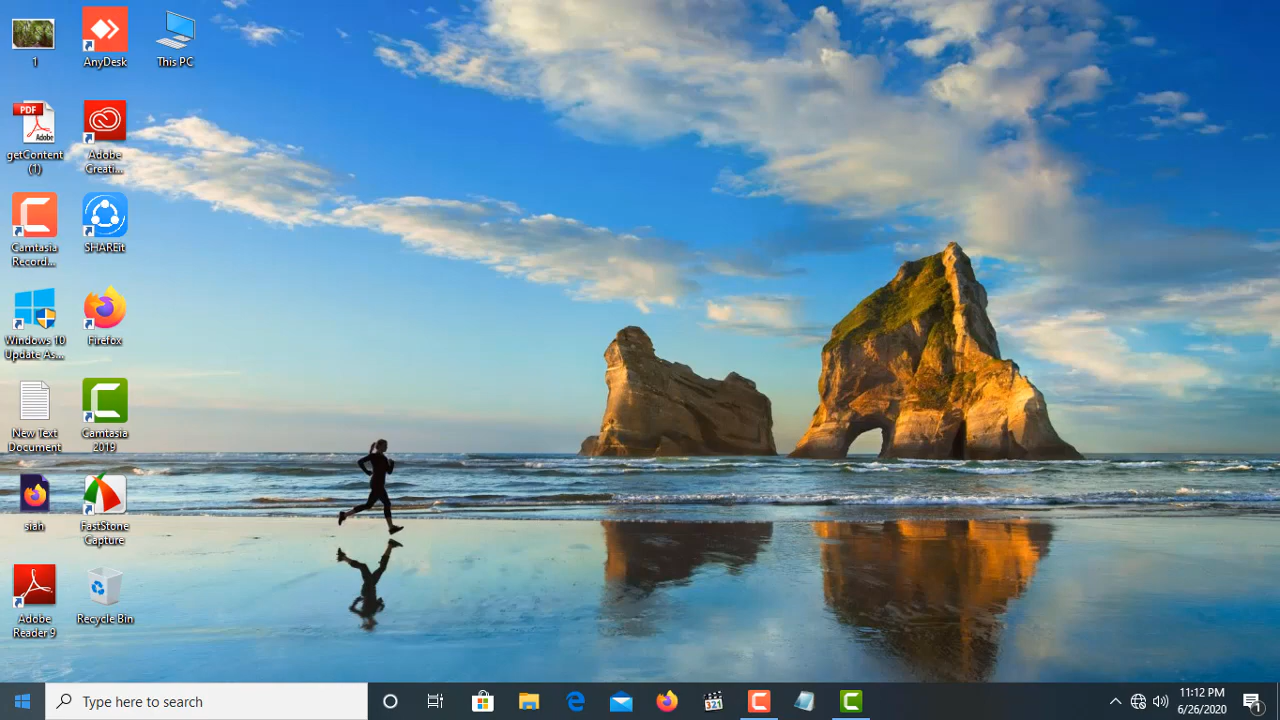 1
AnyDesk
This PC
PDF
Adobe
getContent
(1)
Adobe
Creati...
Camtasia
Record...
SHAREit
Windows 10
Update As...
Firefox
New Text
Document
Camtasia
2019
siah
FastStone
Capture
Adobe
Reader 9
Recycle Bin
Type here to search
321
11:12 PM
6/26/2020
1